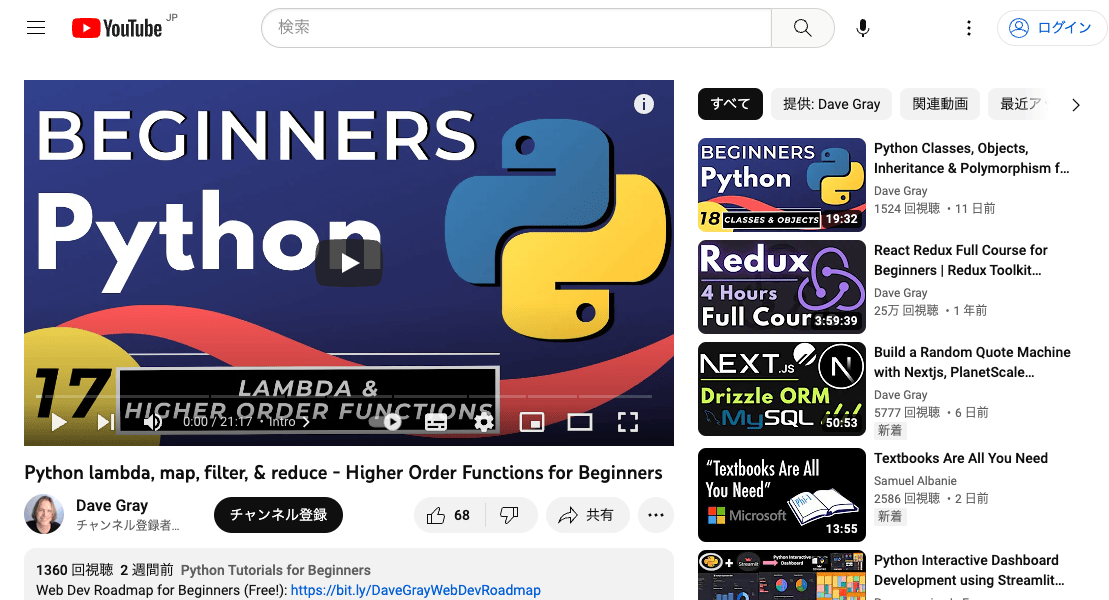 YouTube JP
検索
ログイン
BEGINNERS
Python
17
LAMBDA &
HIGHER ORDER FUNCTIONS
0:00 / 21:17 • Intro
すべて
提供: Dave Gray
関連動画
最近ア
BEGINNERS
Python
18 CLASSES & OBJECTS
19:32
Python Classes, Objects,
Inheritance & Polymorphism f...
Dave Gray
1524 回視聴 ・11 日前
Redux
4 Hours
Full Cour
3:59:39
React Redux Full Course for
Beginners | Redux Toolkit...
Dave Gray
25万 回視聴 ・1 年前
NEXT.JS
N
Drizzle ORM
MySQL
50:53
Build a Random Quote Machine
with Nextjs, PlanetScale...
Dave Gray
5777 回視聴 ・6 日前
新着
“Textbooks Are All
You Need”
Phi-1
Microsoft
13:55
Textbooks Are All You Need
Samuel Albanie
2586 回視聴 ・2 日前
新着
Streamlit
Python Interactive
Dashboard
Python Interactive Dashboard
Development using Streamlit...
Python lambda, map, filter, & reduce - Higher Order Functions for Beginners
Dave Gray
チャンネル登録者...
チャンネル登録
68
共有
1360 回視聴 2 週間前 Python Tutorials for Beginners
Web Dev Roadmap for Beginners (Free!): https://bit.ly/DaveGrayWebDevRoadmap